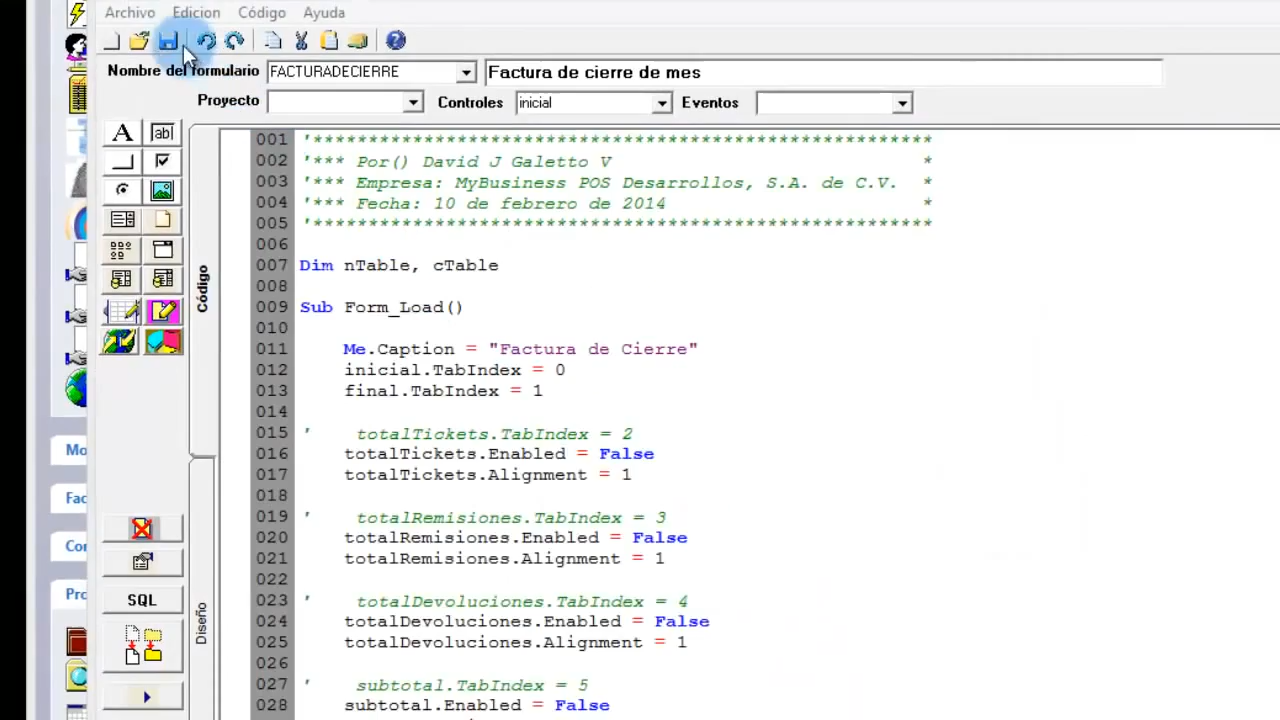 Archivo Edicion Código Ayuda
Nombre del formulario FACTURADECIERRE Factura de cierre de mes
Proyecto Controles inicial Eventos
A ab|
Código
Diseño
SQL
Mo
Fac
Co
Pro
001 '*********************************************************
002 '*** Por() David J Galetto V *
003 '*** Empresa: MyBusiness POS Desarrollos, S.A. de C.V. *
004 '*** Fecha: 10 de febrero de 2014 *
005 '*********************************************************
006
007 Dim nTable, cTable
008
009 Sub Form_Load()
010
011 Me.Caption = "Factura de Cierre"
012 inicial.TabIndex = 0
013 final.TabIndex = 1
014
015 ' totalTickets.TabIndex = 2
016 totalTickets.Enabled = False
017 totalTickets.Alignment = 1
018
019 ' totalRemisiones.TabIndex = 3
020 totalRemisiones.Enabled = False
021 totalRemisiones.Alignment = 1
022
023 ' totalDevoluciones.TabIndex = 4
024 totalDevoluciones.Enabled = False
025 totalDevoluciones.Alignment = 1
026
027 ' subtotal.TabIndex = 5
028 subtotal.Enabled = False